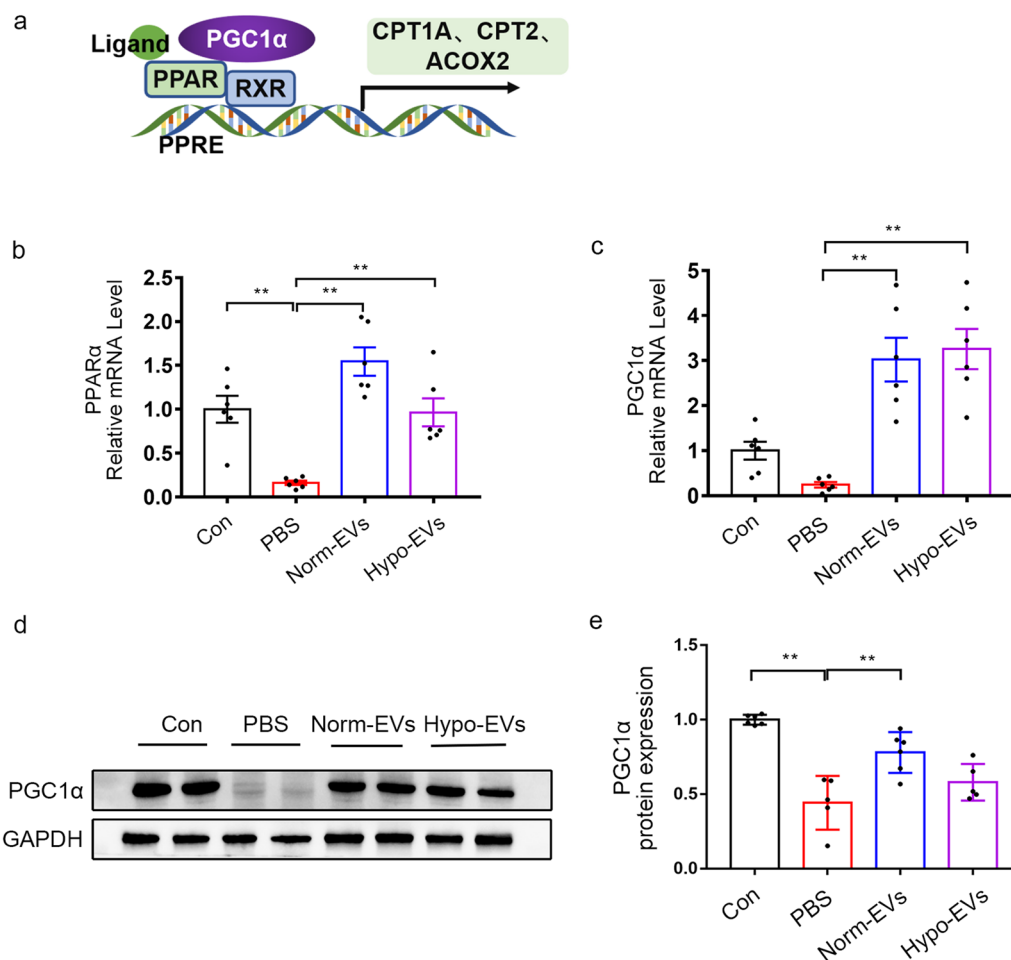 a
Ligand
PGC1α
CPT1A、CPT2、
ACOX2
PPAR
RXR
PPRE
b
PPARα
Relative mRNA Level
2.5
2.0
1.5
1.0
0.5
0.0
** ** **
Con
PBS
Norm-EVs
Hypo-EVs
c
PGC1α
Relative mRNA Level
5
4
3
2
1
0
**
**
Con
PBS
Norm-EVs
Hypo-EVs
d
Con PBS Norm-EVs Hypo-EVs
PGC1α
GAPDH
e
PGC1α
protein expression
1.5
1.0
0.5
0.0
** **
Con
PBS
Norm-EVs
Hypo-EVs